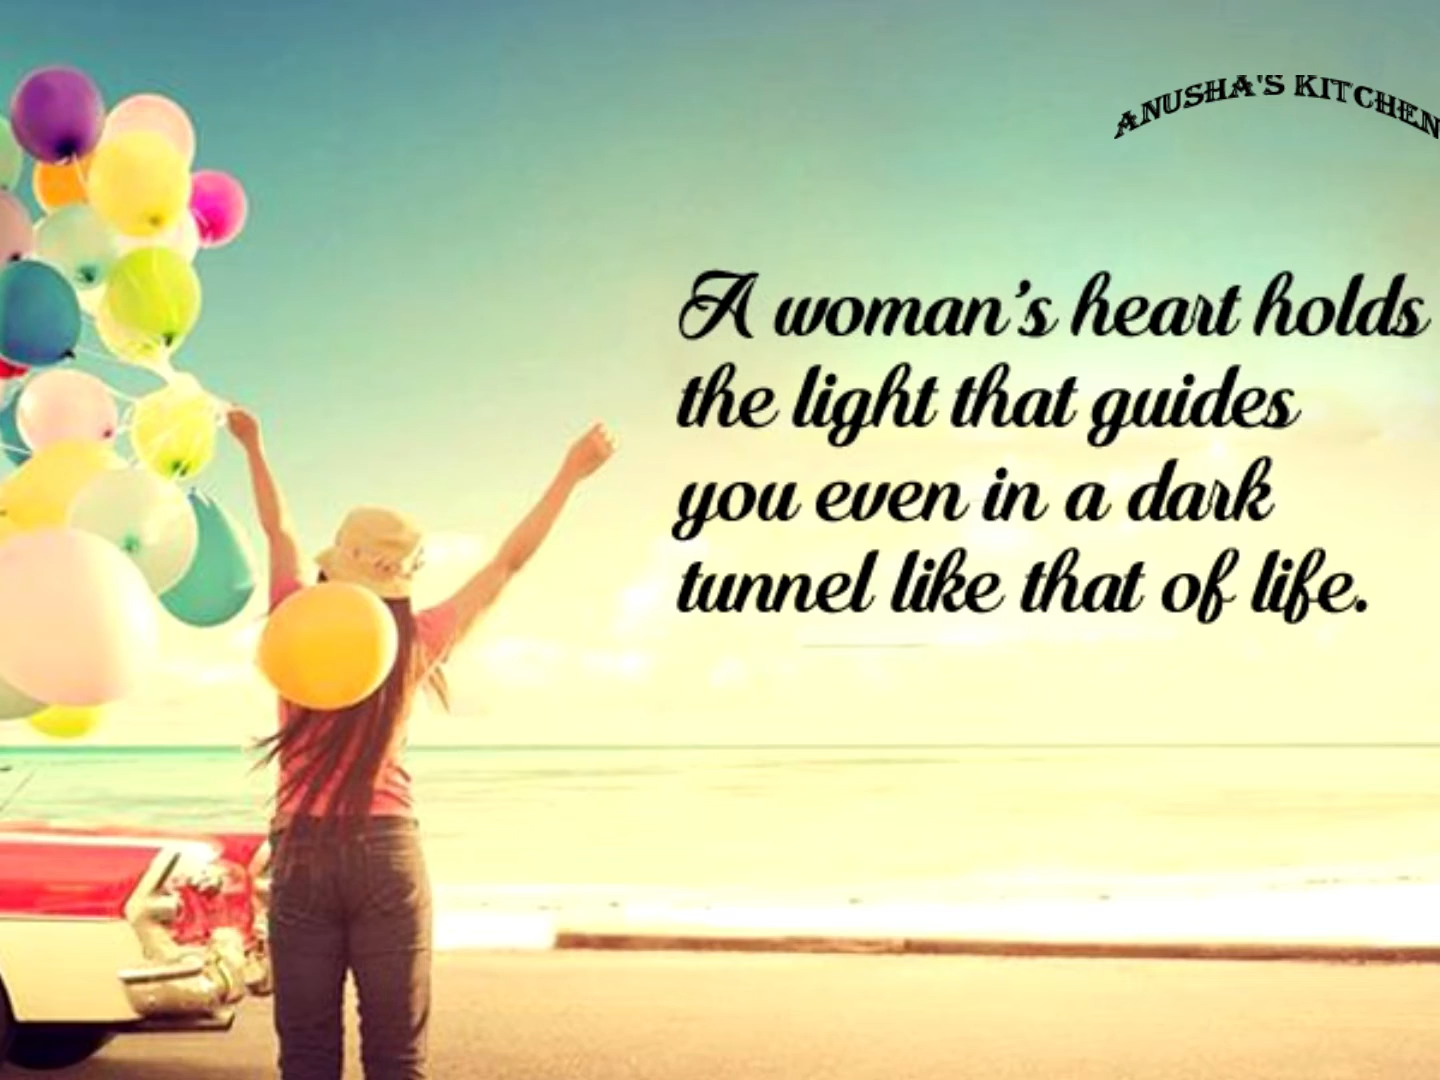 ANUSHA'S KITCHEN
A woman's heart holds
the light that guides
you even in a dark
tunnel like that of life.